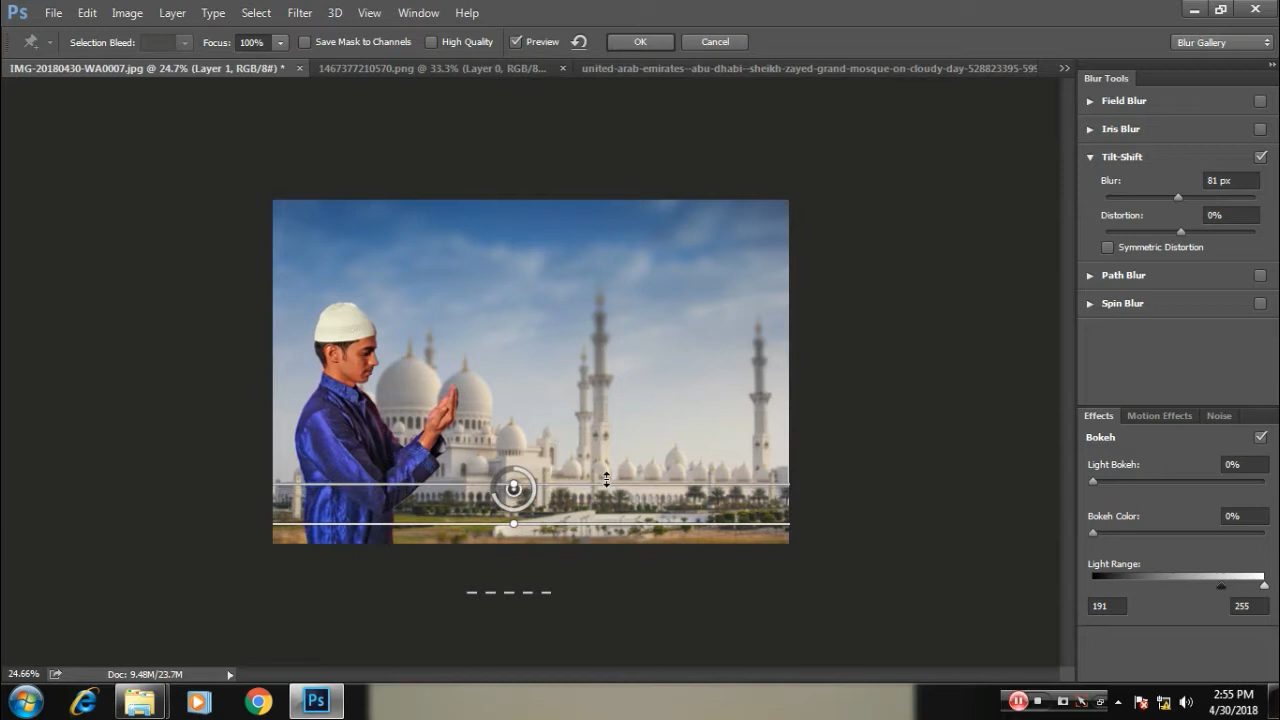 Ps File Edit Image Layer Type Select Filter 3D View Window Help
Selection Bleed: Focus: 100% Save Mask to Channels High Quality Preview OK Cancel Blur Gallery
IMG-20180430-WA0007.jpg @ 24.7% (Layer 1, RGB/8#) * × 1467377210570.png @ 33.3% (Layer 0, RGB/8... × united-arab-emirates--abu-dhabi--sheikh-zayed-grand-mosque-on-cloudy-day-528823395-599
Blur Tools
Field Blur
Iris Blur
Tilt-Shift
Blur: 81 px
Distortion: 0%
Symmetric Distortion
Path Blur
Spin Blur
Effects Motion Effects Noise
Bokeh
Light Bokeh: 0%
Bokeh Color: 0%
Light Range:
191 255
24.66% Doc: 9.48M/23.7M
Ps
2:55 PM
4/30/2018